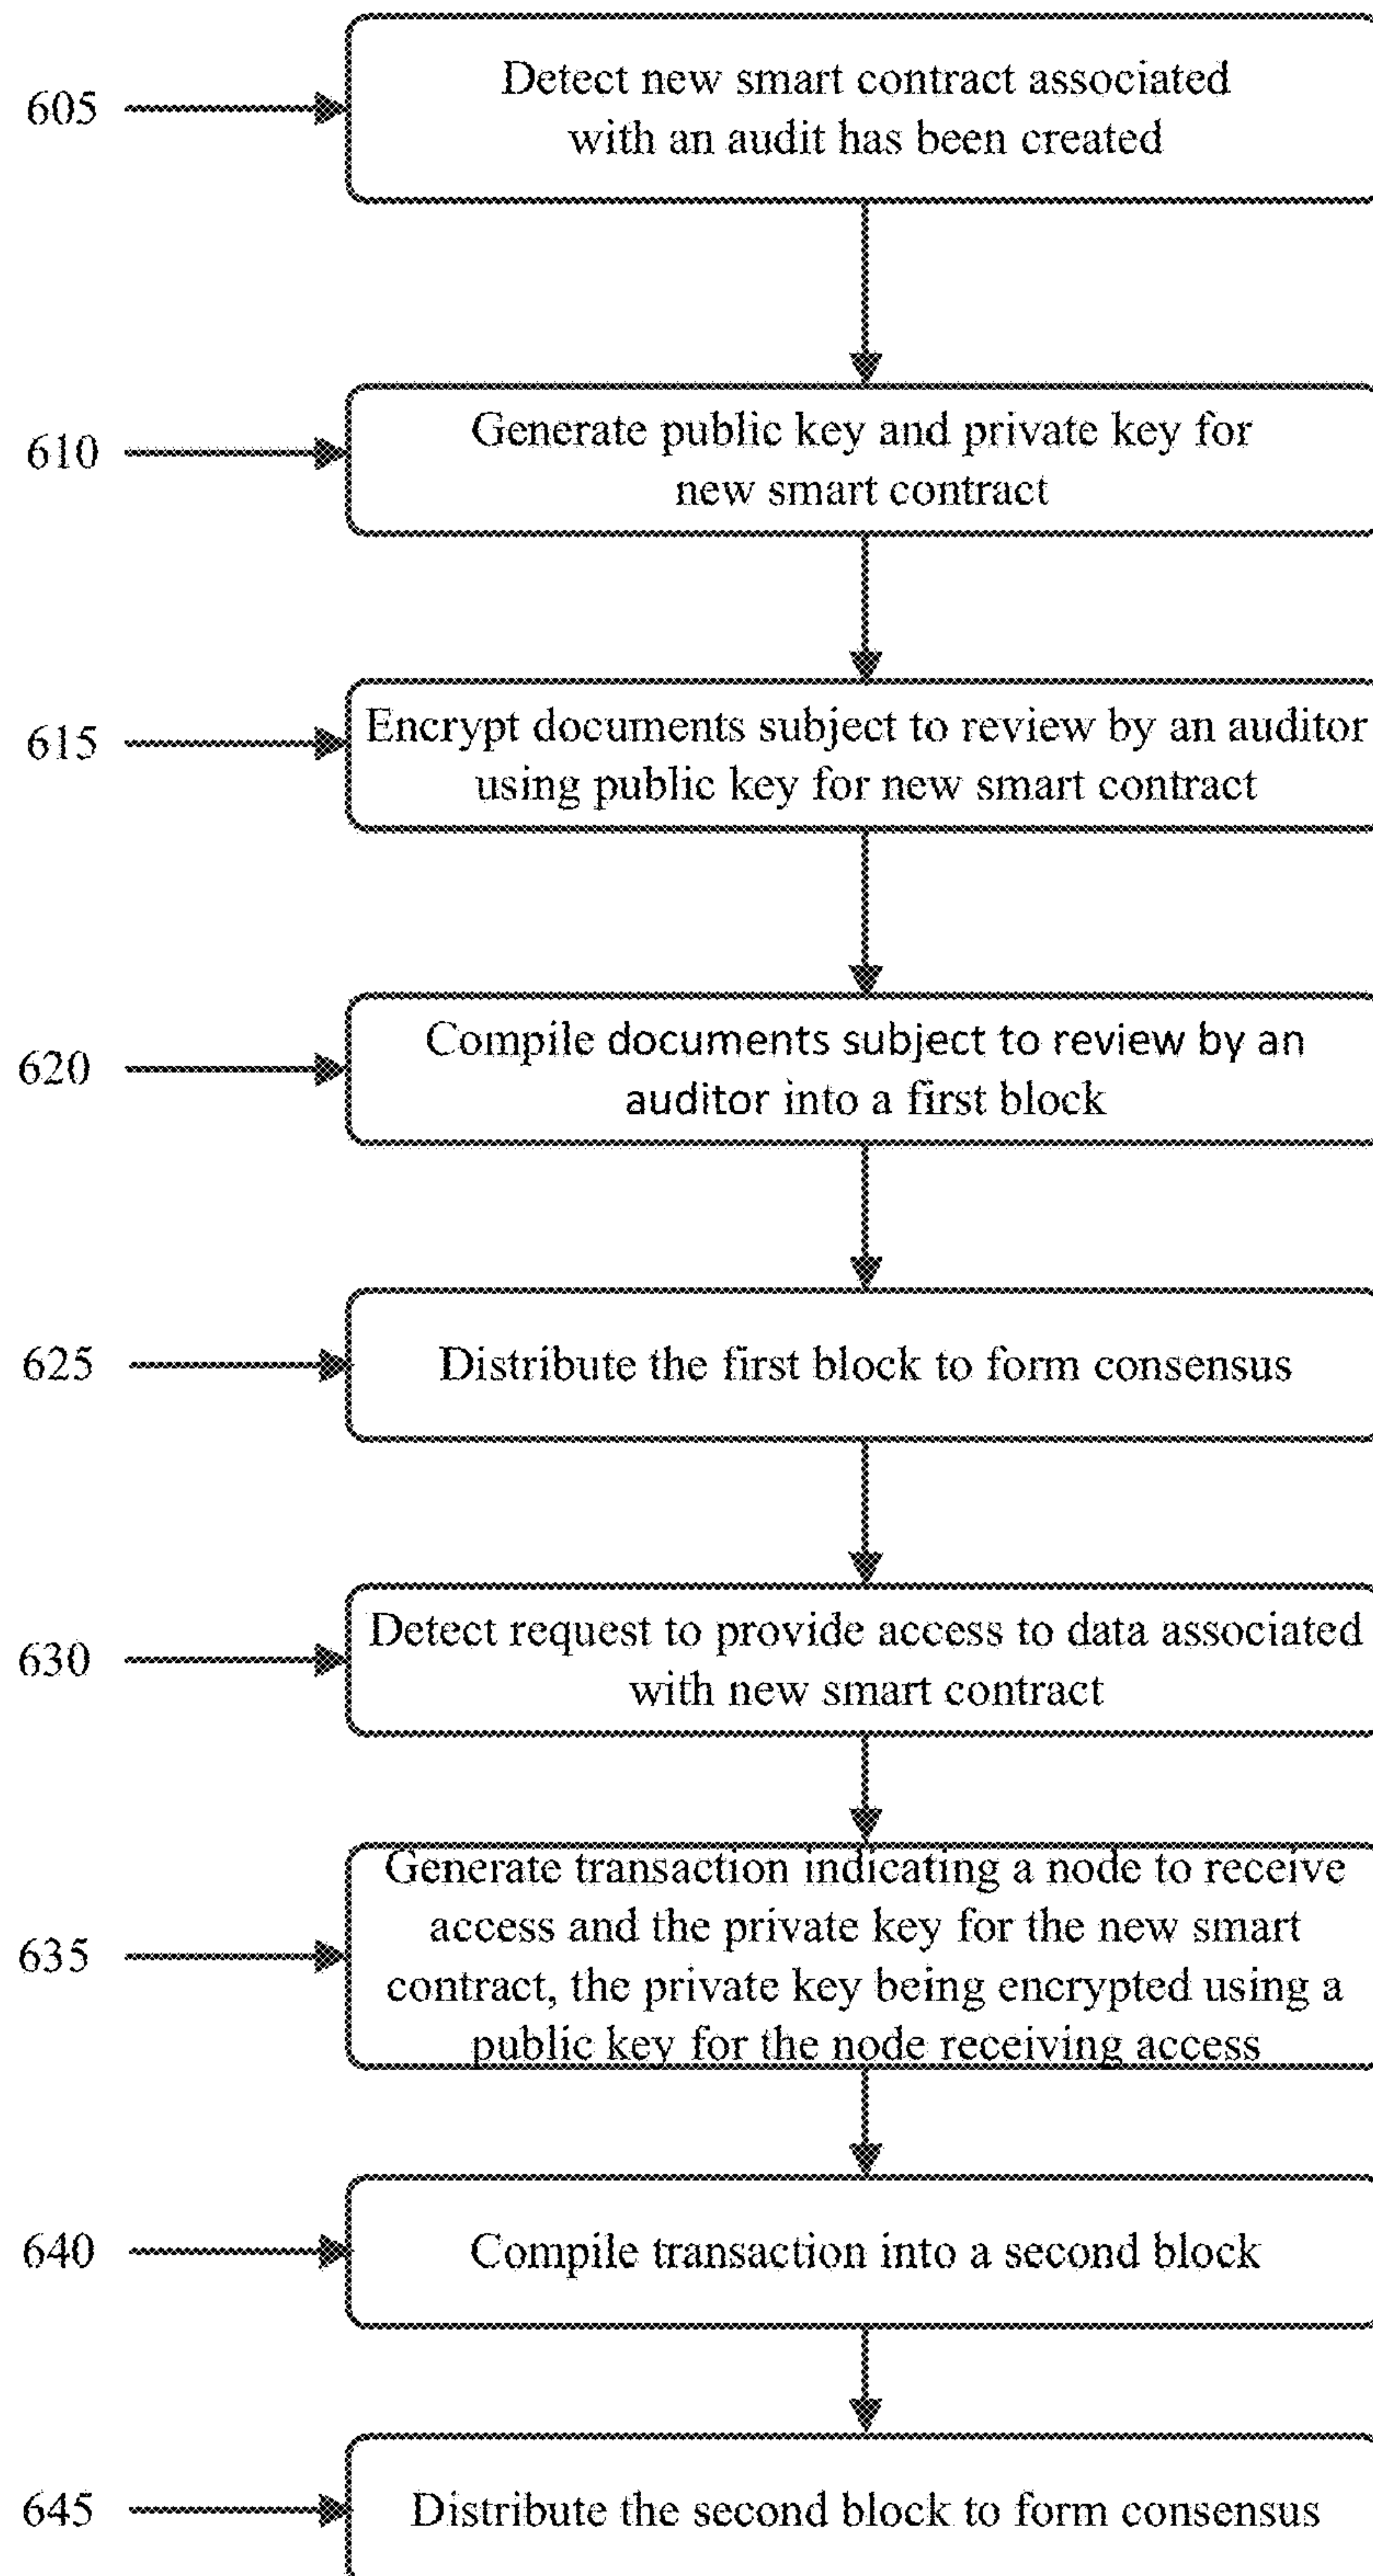 605
Detect new smart contract associated
with an audit has been created
610
Generate public key and private key for
new smart contract
615
Encrypt documents subject to review by an auditor
using public key for new smart contract
620
Compile documents subject to review by an
auditor into a first block
625
Distribute the first block to form consensus
630
Detect request to provide access to data associated
with new smart contract
635
Generate transaction indicating a node to receive
access and the private key for the new smart
contract, the private key being encrypted using a
public key for the node receiving access
640
Compile transaction into a second block
645
Distribute the second block to form consensus